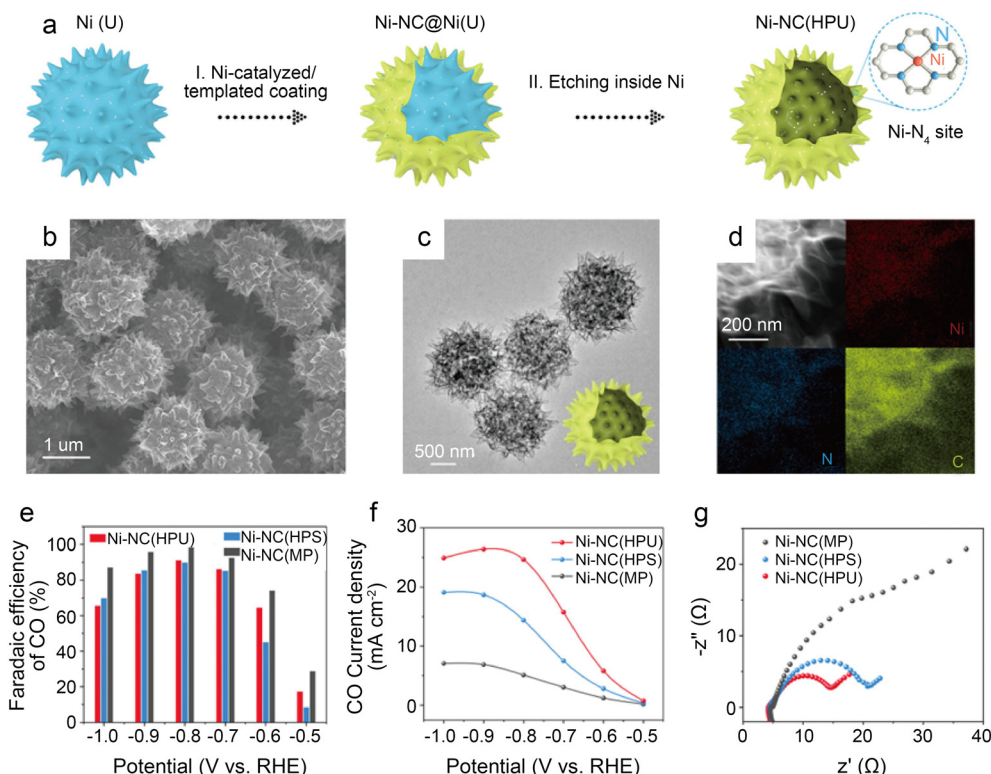 a
Ni (U)
Ni-NC@Ni(U)
Ni-NC(HPU)
I. Ni-catalyzed/
templated coating
II. Etching inside Ni
N
Ni
Ni-N4 site
b
1 um
c
500 nm
d
200 nm
Ni
N
C
e
Ni-NC(HPU)
Ni-NC(HPS)
Ni-NC(MP)
Faradaic efficiency
of CO (%)
100
80
60
40
20
0
-1.0 -0.9 -0.8 -0.7 -0.6 -0.5
Potential (V vs. RHE)
f
Ni-NC(HPU)
Ni-NC(HPS)
Ni-NC(MP)
CO Current density
(mA cm-2)
30
20
10
0
-1.0 -0.9 -0.8 -0.7 -0.6 -0.5
Potential (V vs. RHE)
g
Ni-NC(MP)
Ni-NC(HPS)
Ni-NC(HPU)
-z" (Ω)
20
10
0
0 10 20 30 40
z' (Ω)